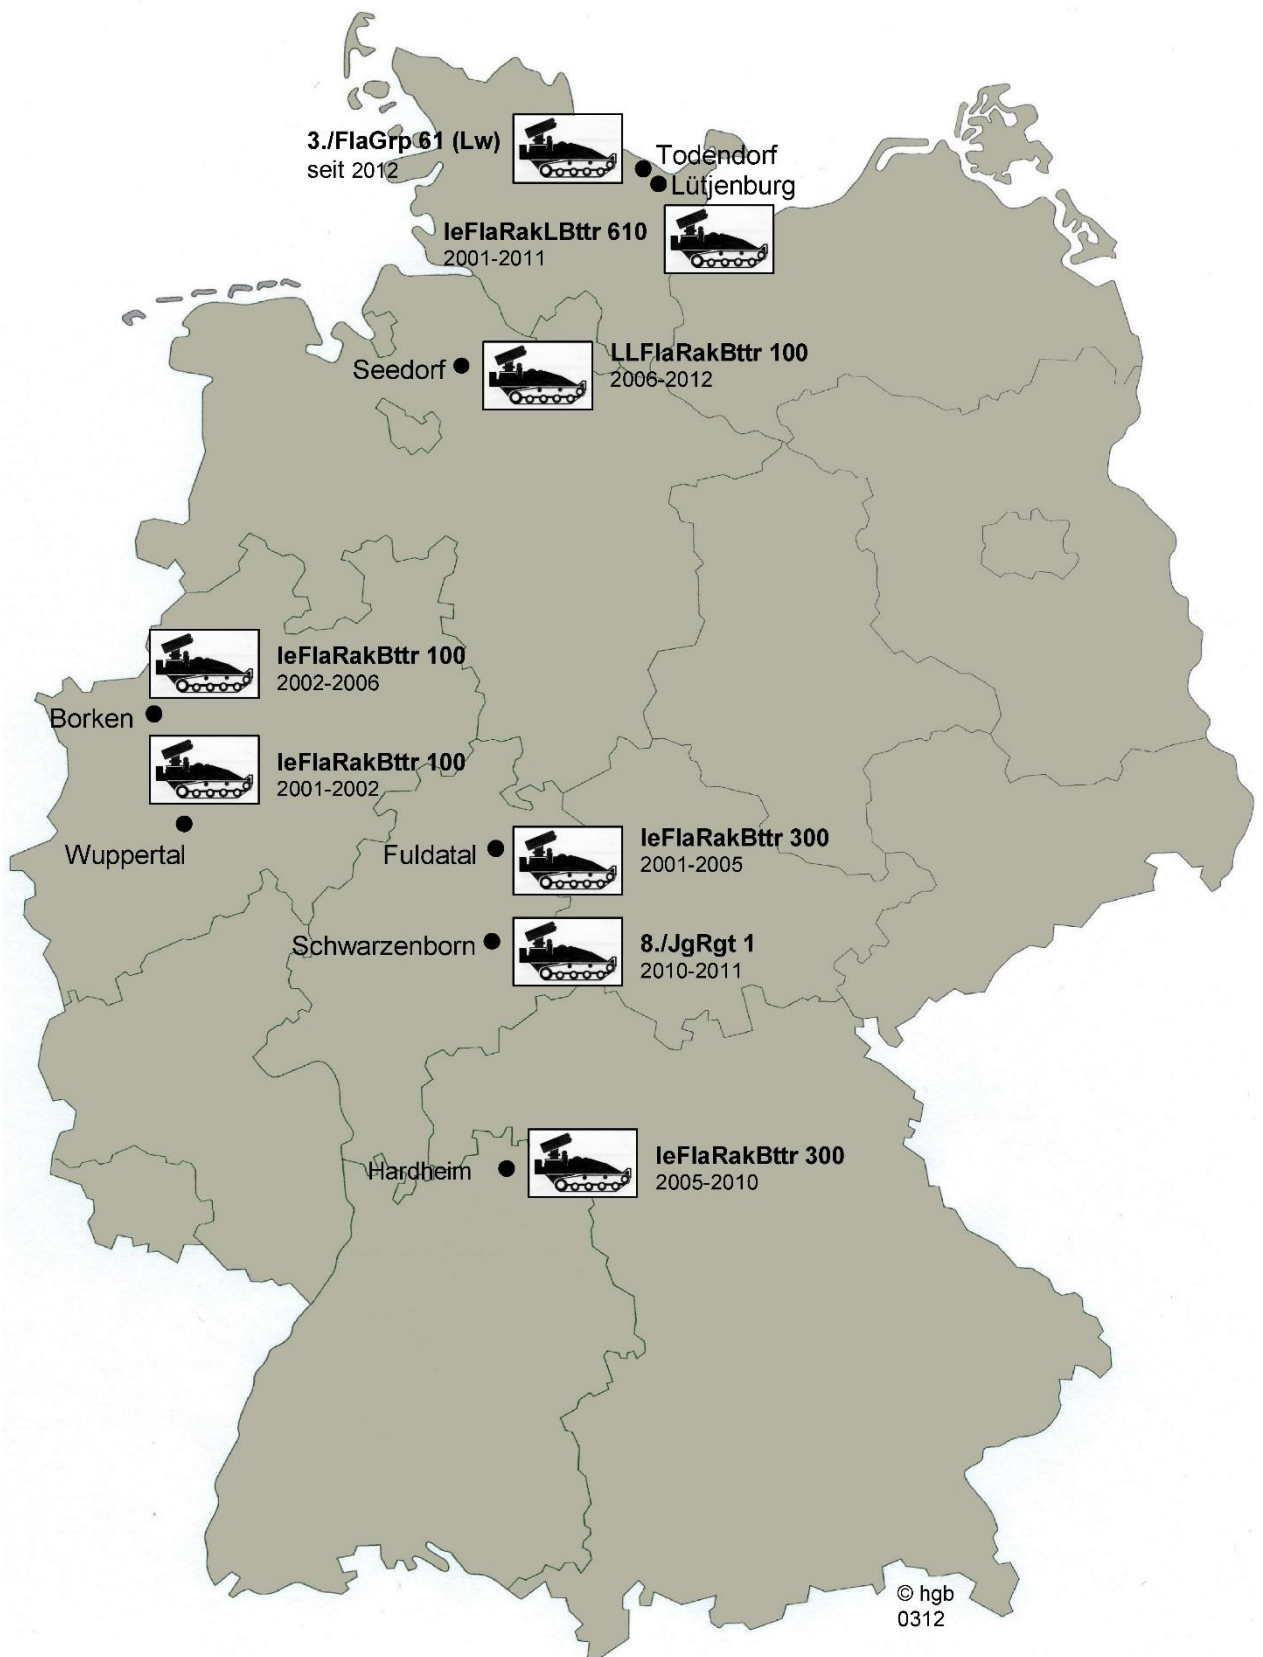 3./FlaGrp 61 (Lw)
seit 2012
Todendorf
Lütjenburg
leFlaRakLBttr 610
2001-2011
Seedorf
LLFlaRakBttr 100
2006-2012
leFlaRakBttr 100
2002-2006
Borken
leFlaRakBttr 100
2001-2002
Wuppertal
Fuldatal
leFlaRakBttr 300
2001-2005
Schwarzenborn
8./JgRgt 1
2010-2011
Hardheim
leFlaRakBttr 300
2005-2010
© hgb
0312